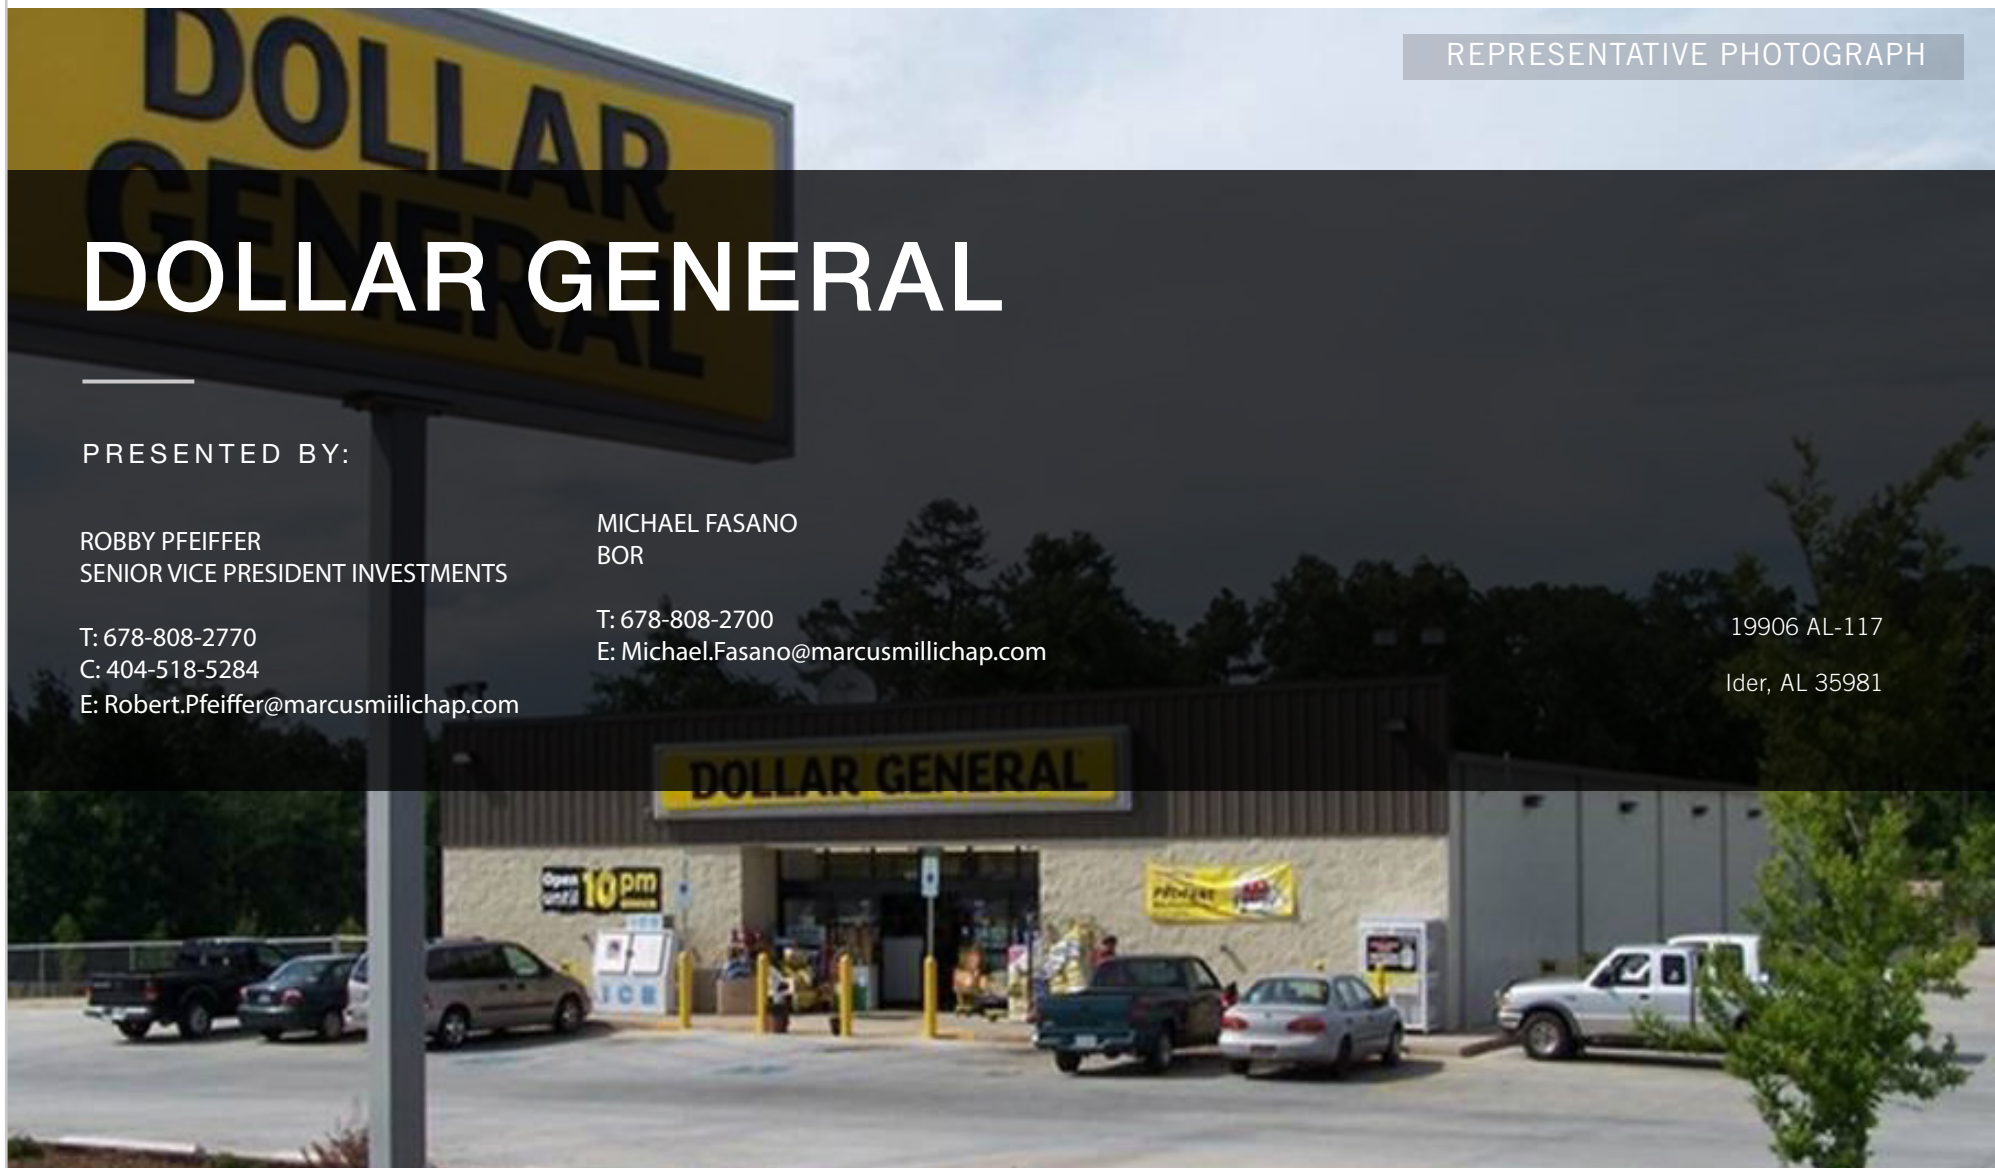 DOLLAR
GENERAL
REPRESENTATIVE PHOTOGRAPH
DOLLAR GENERAL
PRESENTED BY:
ROBBY PFEIFFER
SENIOR VICE PRESIDENT INVESTMENTS
T: 678-808-2770
C: 404-518-5284
E: Robert.Pfeiffer@marcusmiilichap.com
MICHAEL FASANO
BOR
T: 678-808-2700
E: Michael.Fasano@marcusmillichap.com
19906 AL-117
Ider, AL 35981
DOLLAR GENERAL
Open
until
10pm
ICE